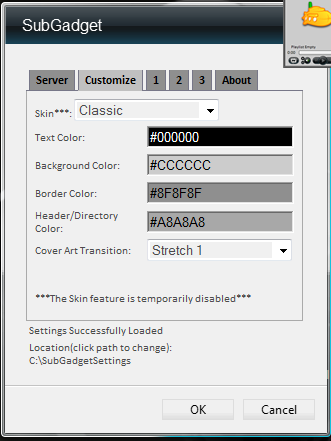 SubGadget
Playlist Empty
0:00
Server Customize 1 2 3 About
Skin***: Classic
Text Color: #000000
Background Color: #CCCCCC
Border Color: #8F8F8F
Header/Directory
Color: #A8A8A8
Cover Art Transition: Stretch 1
***The Skin feature is temporarily disabled***
Settings Successfully Loaded
Location(click path to change):
C:\SubGadgetSettings
OK Cancel